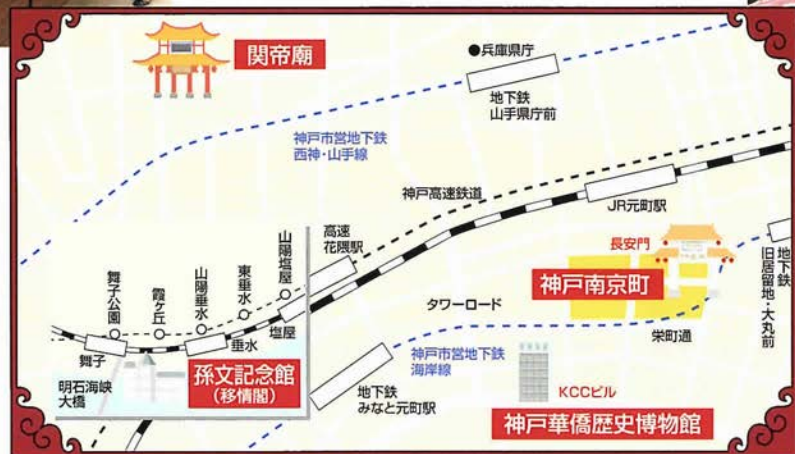 関帝廟
●兵庫県庁
地下鉄
山手県庁前
神戸市営地下鉄
西神・山手線
神戸高速鉄道
JR元町駅
高速
花隈駅
長安門
神戸南京町
地下鉄
旧居留地・大丸前
タワーロード
栄町通
神戸市営地下鉄
海岸線
地下鉄
みなと元町駅
KCCビル
神戸華僑歴史博物館
舞子公園
霞ヶ丘
山陽垂水
東垂水
山陽塩屋
塩屋
垂水
舞子
明石海峡
大橋
孫文記念館
(移情閣)